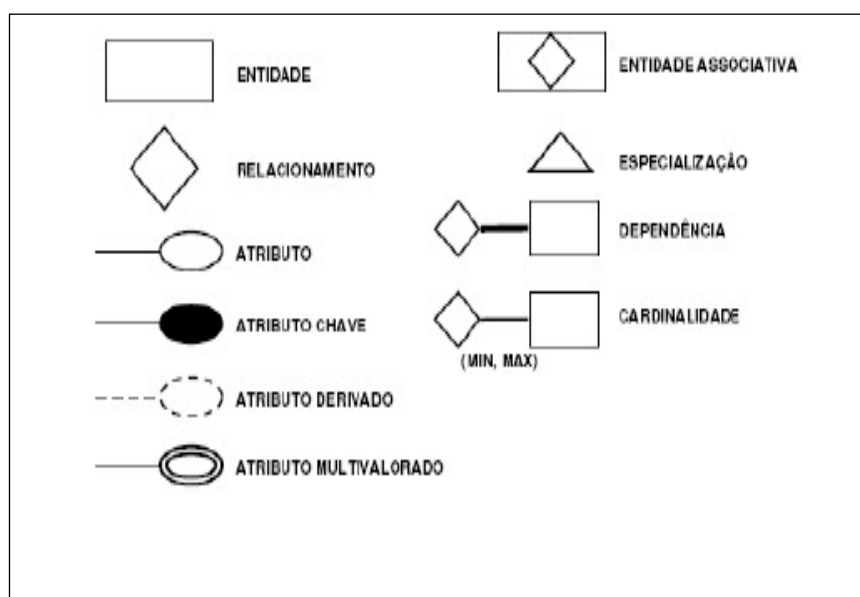 ENTIDADE
RELACIONAMENTO
ATRIBUTO
ATRIBUTO CHAVE
ATRIBUTO DERIVADO
ATRIBUTO MULTIVALORADO
ENTIDADE ASSOCIATIVA
ESPECIALIZAÇÃO
DEPENDÊNCIA
CARDINALIDADE
(MIN, MAX)